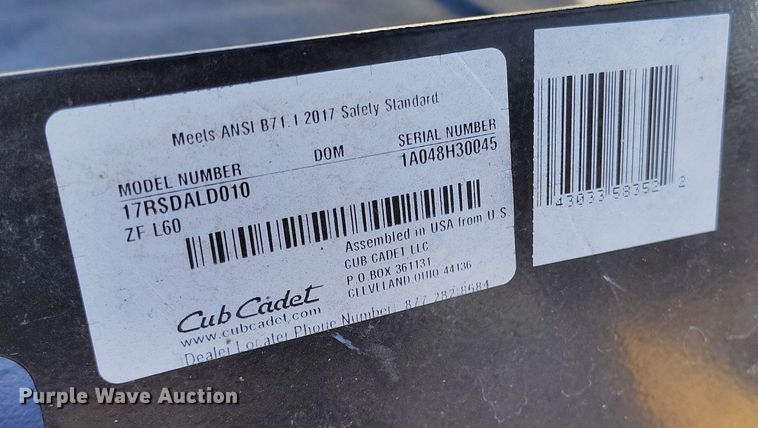 Meets ANSI B71.1 2017 Safety Standard
MODEL NUMBER DOM SERIAL NUMBER
17RSDALD010 1A048H30045
ZF L60
Assembled in USA from U.S
CUB CADET LLC
P.O.BOX 361131
CLEVELAND,OHIO 44136
Cub Cadet
www.cubcadet.com
Dealer Locater Phone Number: 877 282 8684
43033 58352 2
Purple Wave Auction